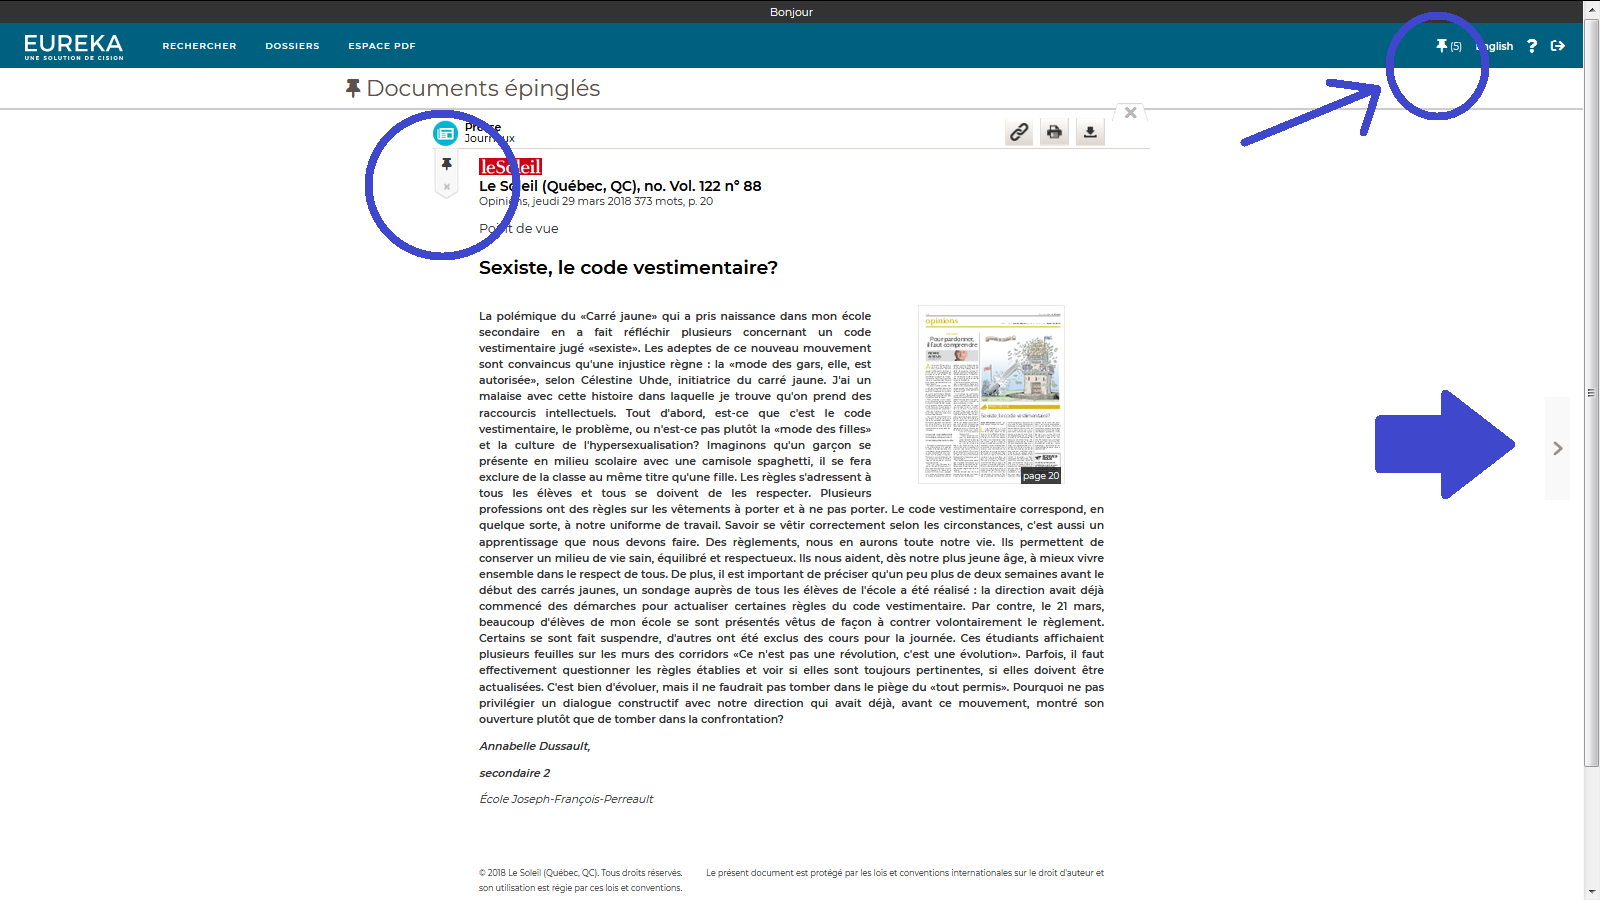 Bonjour
EUREKA
UNE SOLUTION DE CISION
RECHERCHER
DOSSIERS
ESPACE PDF
(5)
English
?
Documents épinglés
Presse
Journaux
leSoleil
Le Soleil (Québec, QC), no. Vol. 122 n° 88
Opinions, jeudi 29 mars 2018 373 mots, p. 20
Point de vue
Sexiste, le code vestimentaire?
La polémique du «Carré jaune» qui a pris naissance dans mon école
secondaire en a fait réfléchir plusieurs concernant un code
vestimentaire jugé «sexiste». Les adeptes de ce nouveau mouvement
sont convaincus qu'une injustice règne : la «mode des gars, elle, est
autorisée», selon Célestine Uhde, initiatrice du carré jaune. J'ai un
malaise avec cette histoire dans laquelle je trouve qu'on prend des
raccourcis intellectuels. Tout d'abord, est-ce que c'est le code
vestimentaire, le problème, ou n'est-ce pas plutôt la «mode des filles»
et la culture de l'hypersexualisation? Imaginons qu'un garçon se
présente en milieu scolaire avec une camisole spaghetti, il se fera
exclure de la classe au même titre qu'une fille. Les règles s'adressent à
tous les élèves et tous se doivent de les respecter. Plusieurs
professions ont des règles sur les vêtements à porter et à ne pas porter. Le code vestimentaire correspond, en
quelque sorte, à notre uniforme de travail. Savoir se vêtir correctement selon les circonstances, c'est aussi un
apprentissage que nous devons faire. Des règlements, nous en aurons toute notre vie. Ils permettent de
conserver un milieu de vie sain, équilibré et respectueux. Ils nous aident, dès notre plus jeune âge, à mieux vivre
ensemble dans le respect de tous. De plus, il est important de préciser qu'un peu plus de deux semaines avant le
début des carrés jaunes, un sondage auprès de tous les élèves de l'école a été réalisé : la direction avait déjà
commencé des démarches pour actualiser certaines règles du code vestimentaire. Par contre, le 21 mars,
beaucoup d'élèves de mon école se sont présentés vêtus de façon à contrer volontairement le règlement.
Certains se sont fait suspendre, d'autres ont été exclus des cours pour la journée. Ces étudiants affichaient
plusieurs feuilles sur les murs des corridors «Ce n'est pas une révolution, c'est une évolution». Parfois, il faut
effectivement questionner les règles établies et voir si elles sont toujours pertinentes, si elles doivent être
actualisées. C'est bien d'évoluer, mais il ne faudrait pas tomber dans le piège du «tout permis». Pourquoi ne pas
privilégier un dialogue constructif avec notre direction qui avait déjà, avant ce mouvement, montré son
ouverture plutôt que de tomber dans la confrontation?
opinions
Pour pardonner,
il faut comprendre
Sexiste, le code vestimentaire?
page 20
Annabelle Dussault,
secondaire 2
École Joseph-François-Perreault
© 2018 Le Soleil (Québec, QC). Tous droits réservés. Le présent document est protégé par les lois et conventions internationales sur le droit d'auteur et
son utilisation est régie par ces lois et conventions.